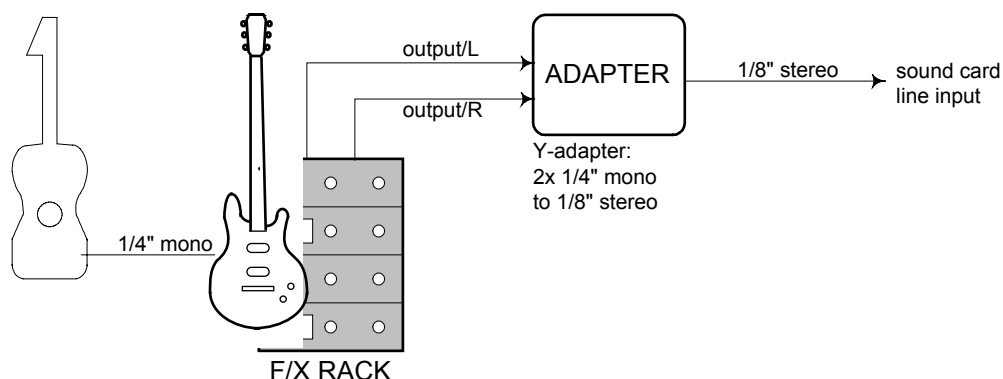 output/L
output/R
ADAPTER
1/8" stereo
sound card
line input
Y-adapter:
2x 1/4" mono
to 1/8" stereo
1/4" mono
F/X RACK